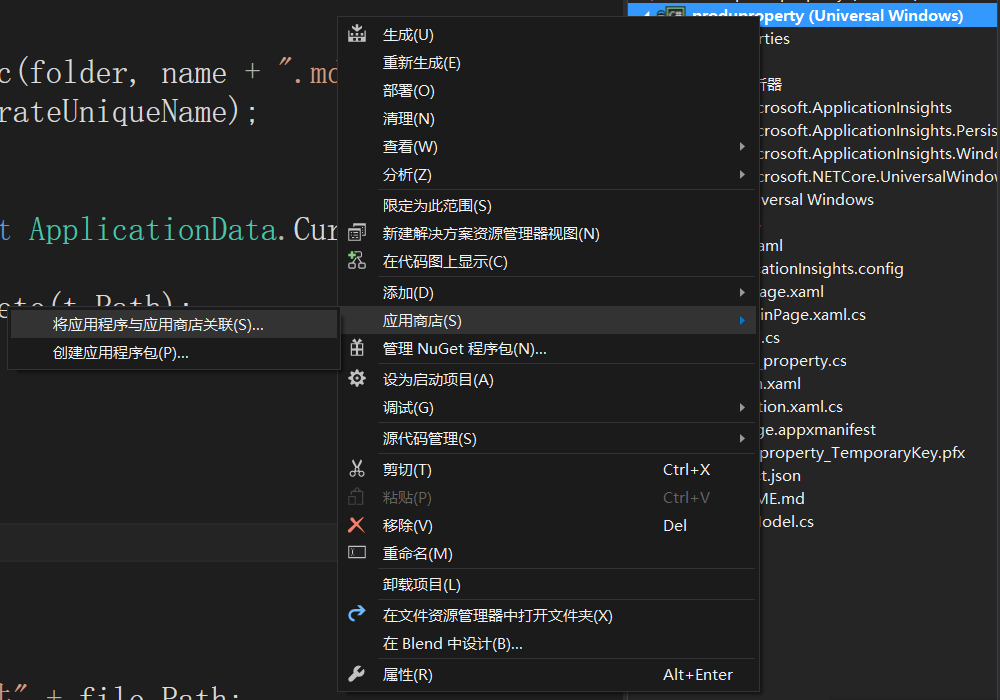 c(folder, name + ".md
rateUniqueName);
t ApplicationData.Cur
t.Path);
" + file.Path;
生成(U)
重新生成(E)
部署(O)
清理(N)
查看(W)
分析(Z)
限定为此范围(S)
新建解决方案资源管理器视图(N)
在代码图上显示(C)
添加(D)
应用商店(S)
将应用程序与应用商店关联(S)...
创建应用程序包(P)...
管理 NuGet 程序包(N)...
设为启动项目(A)
调试(G)
源代码管理(S)
剪切(T) Ctrl+X
粘贴(P) Ctrl+V
移除(V) Del
重命名(M)
卸载项目(L)
在文件资源管理器中打开文件夹(X)
在 Blend 中设计(B)...
属性(R) Alt+Enter
produproperty (Universal Windows)
rties
器
crosoft.ApplicationInsights
crosoft.ApplicationInsights.Persis
crosoft.ApplicationInsights.Windo
crosoft.NETCore.UniversalWindow
versal Windows
aml
ationInsights.config
age.xaml
inPage.xaml.cs
.cs
_property.cs
n.xaml
tion.xaml.cs
ge.appxmanifest
property_TemporaryKey.pfx
t.json
ME.md
odel.cs